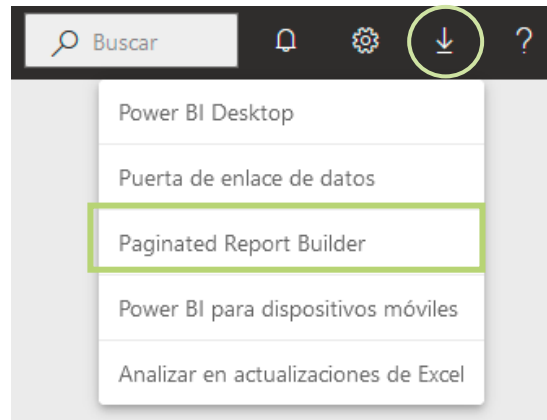 Buscar
?
Power BI Desktop
Puerta de enlace de datos
Paginated Report Builder
Power BI para dispositivos móviles
Analizar en actualizaciones de Excel